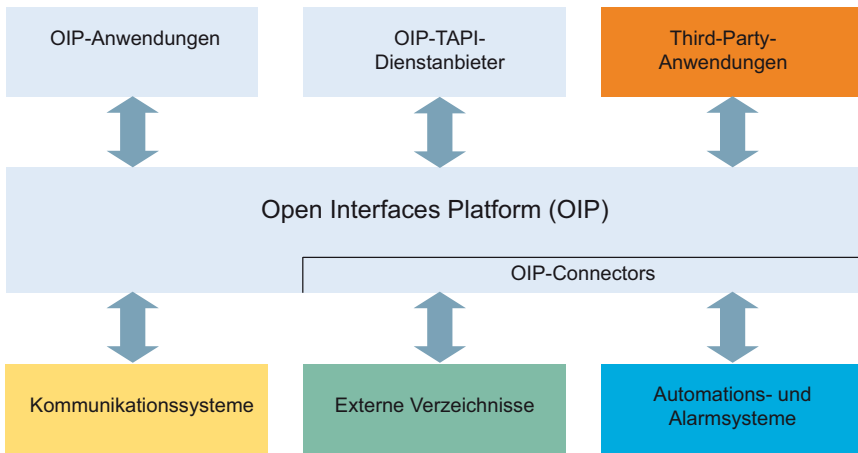 OIP-Anwendungen
OIP-TAPI-
Dienstanbieter
Third-Party-
Anwendungen
Open Interfaces Platform (OIP)
OIP-Connectors
Kommunikationssysteme
Externe Verzeichnisse
Automations- und
Alarmsysteme